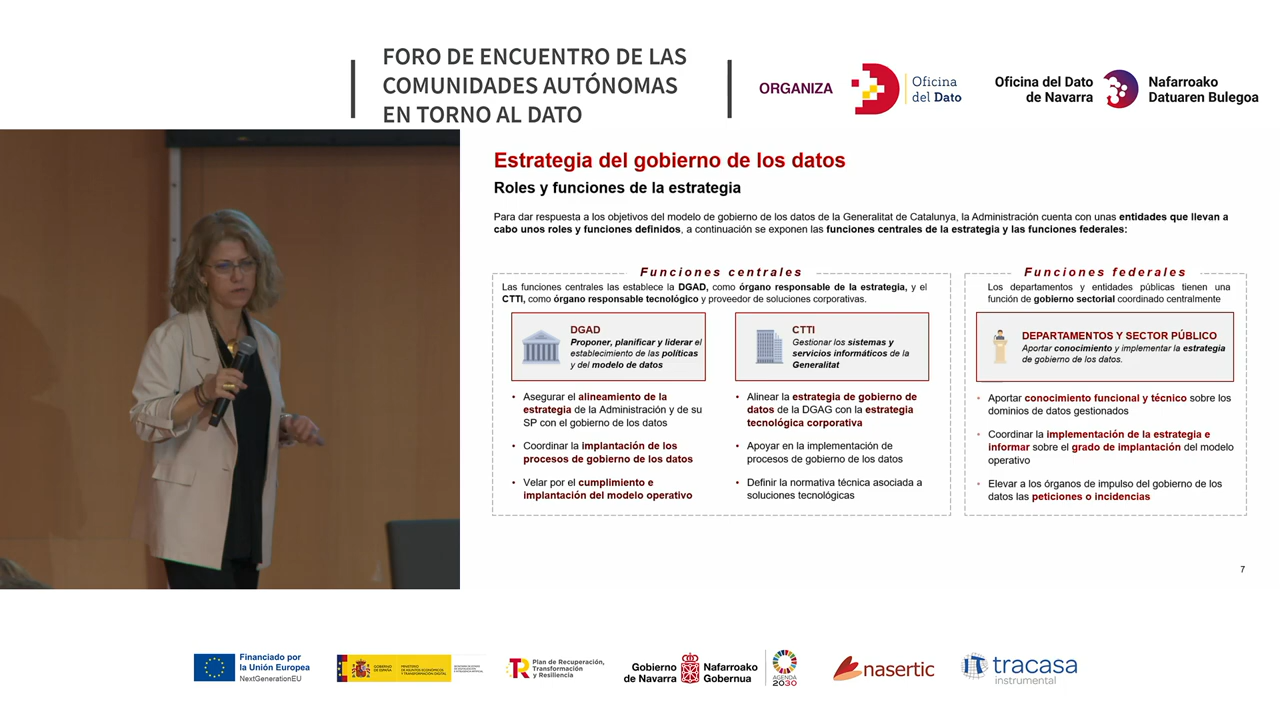 FORO DE ENCUENTRO DE LAS
COMUNIDADES AUTÓNOMAS
EN TORNO AL DATO
ORGANIZA
Oficina
del Dato
Oficina del Dato
de Navarra
Nafarroako
Datuaren Bulegoa
Estrategia del gobierno de los datos
Roles y funciones de la estrategia
Para dar respuesta a los objetivos del modelo de gobierno de los datos de la Generalitat de Catalunya, la Administración cuenta con unas entidades que llevan a
cabo unos roles y funciones definidos, a continuación se exponen las funciones centrales de la estrategia y las funciones federales:
Funciones centrales
Las funciones centrales las establece la DGAD, como órgano responsable de la estrategia, y el
CTTI, como órgano responsable tecnológico y proveedor de soluciones corporativas.
DGAD
Proponer, planificar y liderar el
establecimiento de las políticas
y del modelo de datos
• Asegurar el alineamiento de la
estrategia de la Administración y de su
SP con el gobierno de los datos
• Coordinar la implantación de los
procesos de gobierno de los datos
• Velar por el cumplimiento e
implantación del modelo operativo
CTTI
Gestionar los sistemas y
servicios informáticos de la
Generalitat
• Alinear la estrategia de gobierno de
datos de la DGAG con la estrategia
tecnológica corporativa
• Apoyar en la implementación de
procesos de gobierno de los datos
• Definir la normativa técnica asociada a
soluciones tecnológicas
Funciones federales
Los departamentos y entidades públicas tienen una
función de gobierno sectorial coordinado centralmente
DEPARTAMENTOS Y SECTOR PÚBLICO
Aportar conocimiento y implementar la estrategia
de gobierno de los datos.
• Aportar conocimiento funcional y técnico sobre los
dominios de datos gestionados
• Coordinar la implementación de la estrategia e
informar sobre el grado de implantación del modelo
operativo
• Elevar a los órganos de impulso del gobierno de los
datos las peticiones o incidencias
7
Financiado por
la Unión Europea
NextGenerationEU
GOBIERNO
DE ESPAÑA
MINISTERIO
DE ASUNTOS ECONÓMICOS
Y TRANSFORMACIÓN DIGITAL
Plan de Recuperación,
Transformación
y Resiliencia
Gobierno
de Navarra
Nafarroako
Gobernua
AGENDA
2030
nasertic
tracasa
instrumental